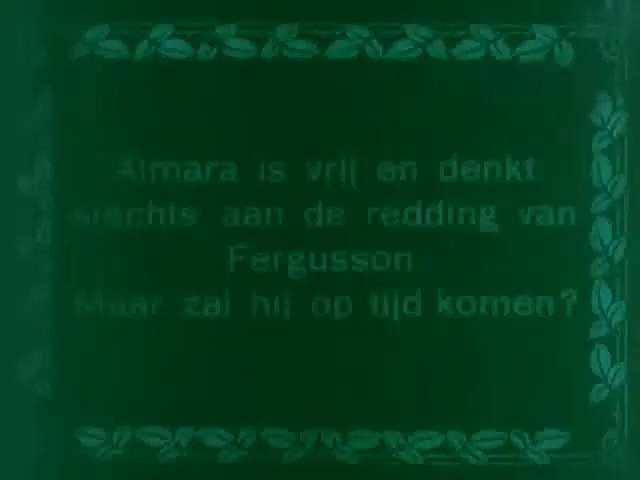 Almara is vrij en denkt
slechts aan de redding van
Fergusson
Maar zal hij op tijd komen?